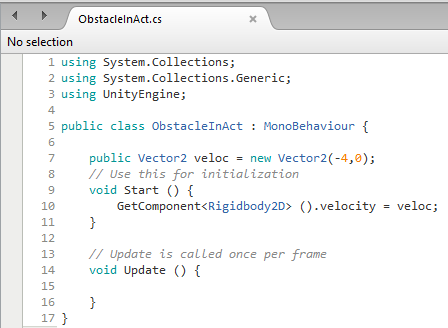 ObstacleInAct.cs
No selection
1 using System.Collections;
2 using System.Collections.Generic;
3 using UnityEngine;
4
5 public class ObstacleInAct : MonoBehaviour {
6
7     public Vector2 veloc = new Vector2(-4,0);
8     // Use this for initialization
9     void Start () {
10         GetComponent<Rigidbody2D> ().velocity = veloc;
11     }
12
13     // Update is called once per frame
14     void Update () {
15
16     }
17 }